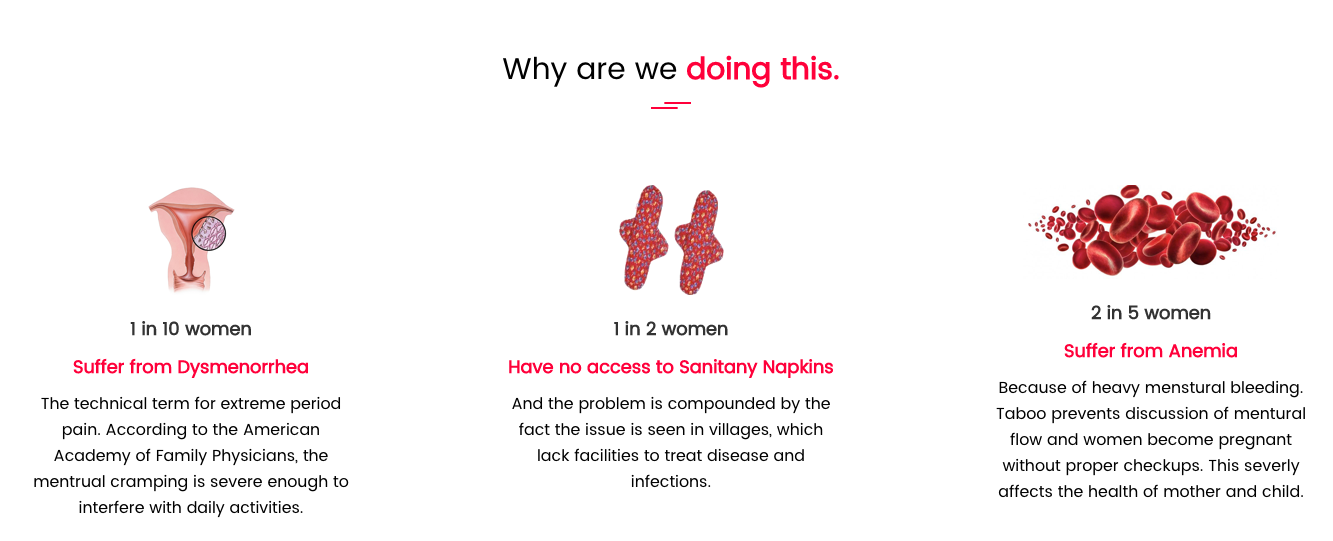 Why are we doing this.
1 in 10 women
Suffer from Dysmenorrhea
The technical term for extreme period
pain. According to the American
Academy of Family Physicians, the
mentrual cramping is severe enough to
interfere with daily activities.
1 in 2 women
Have no access to Sanitany Napkins
And the problem is compounded by the
fact the issue is seen in villages, which
lack facilities to treat disease and
infections.
2 in 5 women
Suffer from Anemia
Because of heavy menstural bleeding.
Taboo prevents discussion of mentural
flow and women become pregnant
without proper checkups. This severly
affects the health of mother and child.